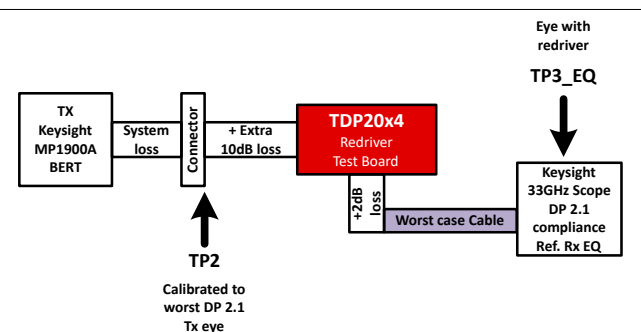 Eye with
redriver
TP3_EQ
TX
Keysight
MP1900A
BERT
System
loss
Connector
+ Extra
10dB loss
TDP20x4
Redriver
Test Board
+2dB
loss
Worst case Cable
Keysight
33GHz Scope
DP 2.1
compliance
Ref. Rx EQ
TP2
Calibrated to
worst DP 2.1
Tx eye